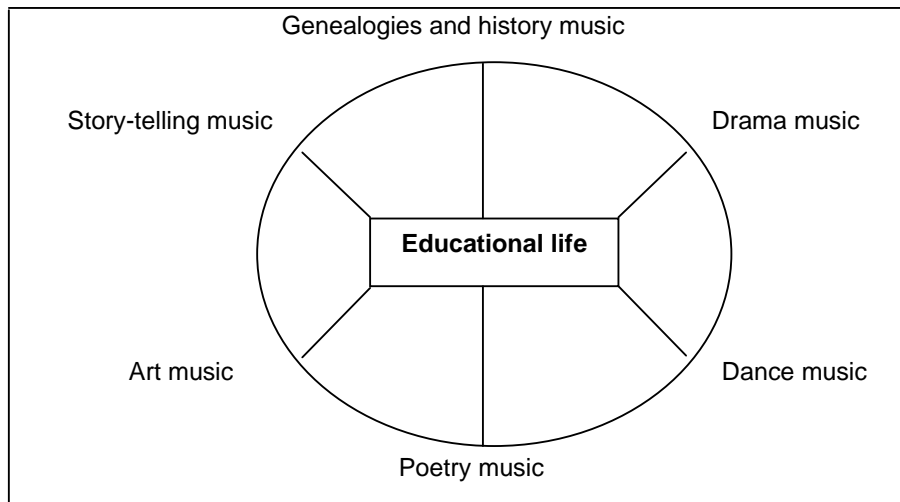 Genealogies and history music
Story-telling music
Drama music
Educational life
Art music
Dance music
Poetry music